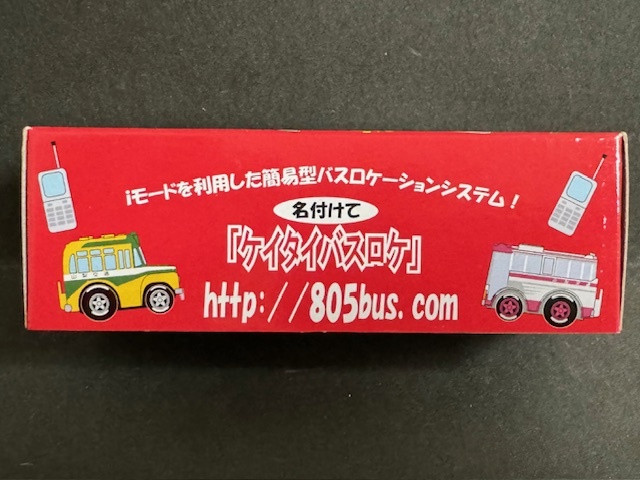 iモードを利用した簡易型バスロケーションシステム！
名付けて
「ケイタイバスロケ」
http://805bus.com